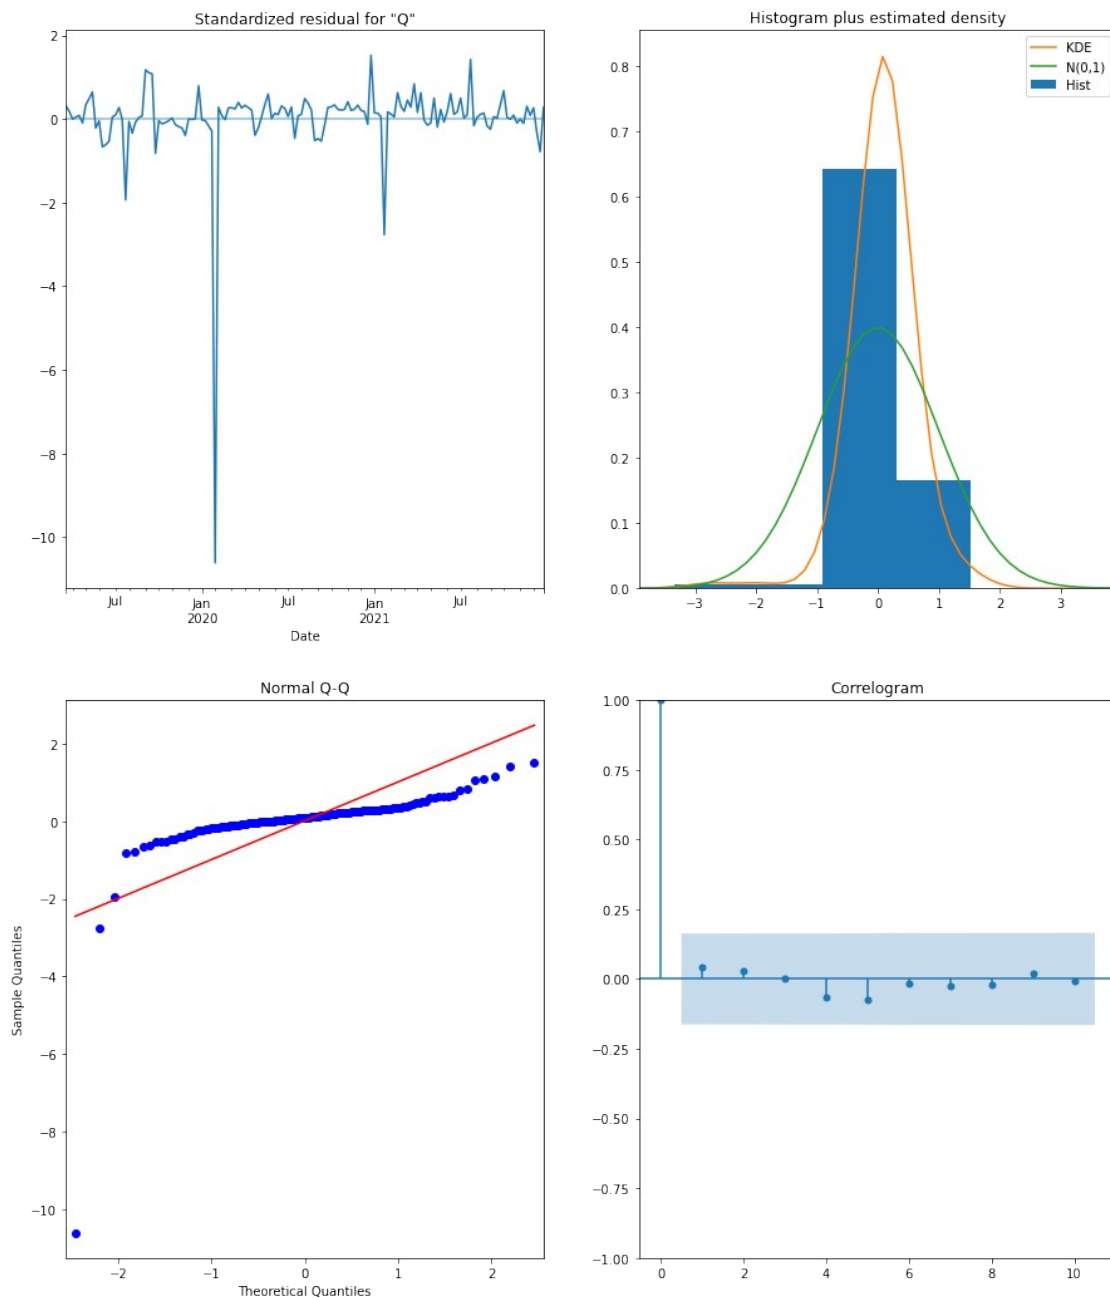 Standardized residual for "Q"
2
0
−2
−4
−6
−8
−10
Jul
Jan
2020
Jul
Jan
2021
Jul
Date
Histogram plus estimated density
KDE
N(0,1)
Hist
0.8
0.7
0.6
0.5
0.4
0.3
0.2
0.1
0.0
−3 −2 −1 0 1 2 3
Normal Q-Q
Sample Quantiles
2
0
−2
−4
−6
−8
−10
−2 −1 0 1 2
Theoretical Quantiles
Correlogram
1.00
0.75
0.50
0.25
0.00
−0.25
−0.50
−0.75
−1.00
0 2 4 6 8 10